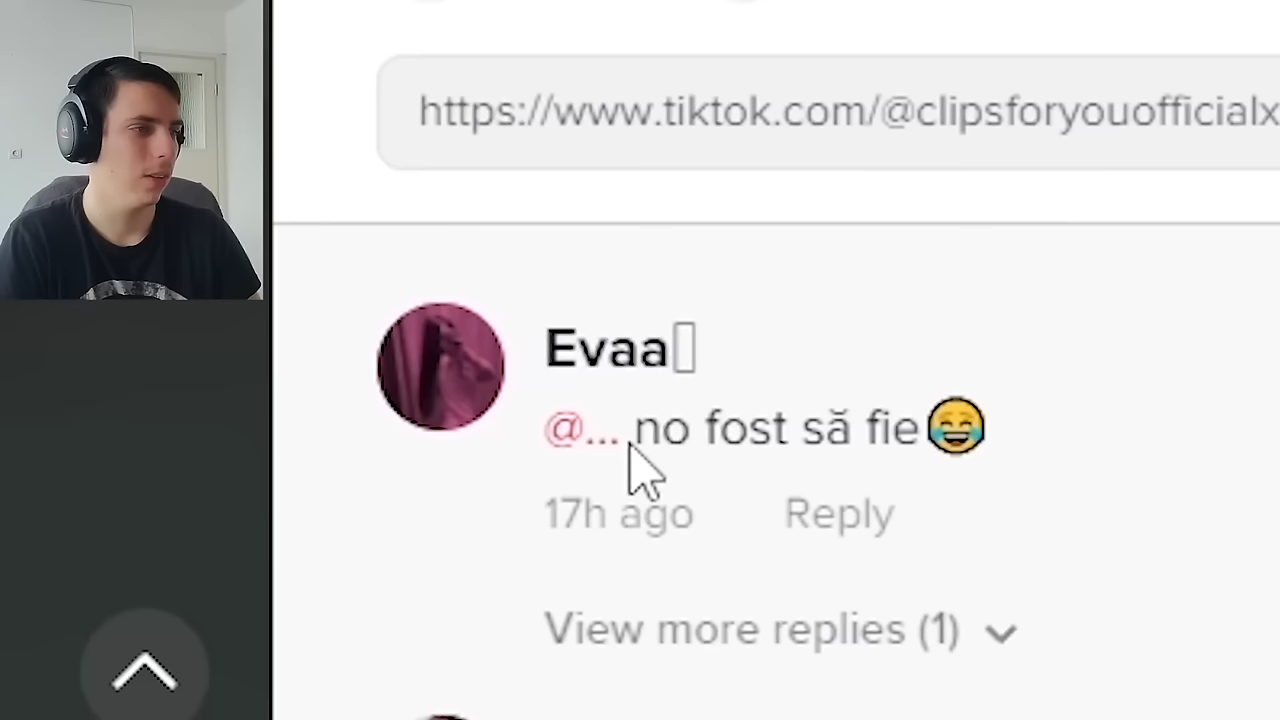 https://www.tiktok.com/@clipsforyouofficialx
Evaa
@... no fost să fie😂
17h ago Reply
View more replies (1)